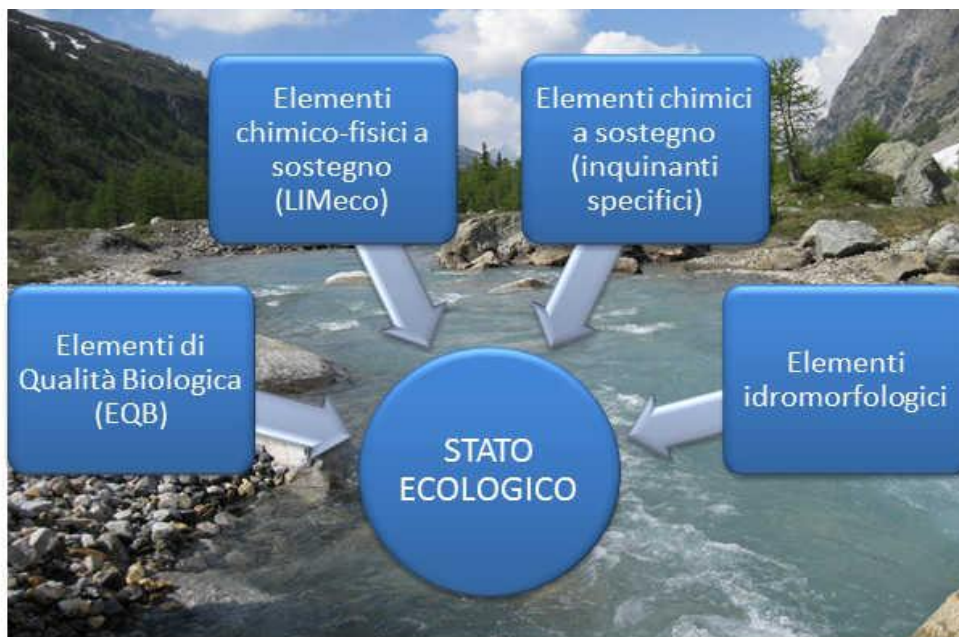 Elementi
chimico-fisici a
sostegno
(LIMeco)
Elementi chimici
a sostegno
(inquinanti
specifici)
Elementi di
Qualità Biologica
(EQB)
Elementi
idromorfologici
STATO
ECOLOGICO